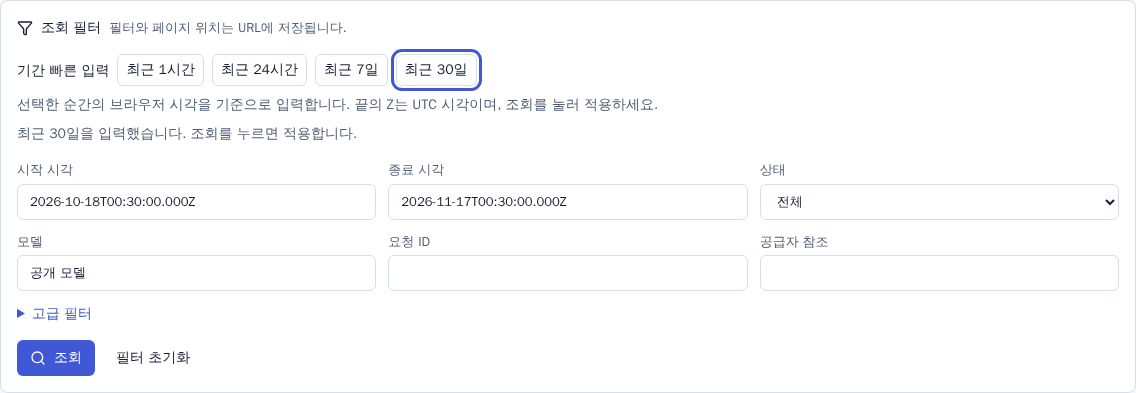 조회 필터 필터와 페이지 위치는 URL에 저장됩니다.
기간 빠른 입력 최근 1시간 최근 24시간 최근 7일 최근 30일
선택한 순간의 브라우저 시각을 기준으로 입력합니다. 끝의 Z는 UTC 시각이며, 조회를 눌러 적용하세요.
최근 30일을 입력했습니다. 조회를 누르면 적용합니다.
시작 시각 종료 시각 상태
2026-10-18T00:30:00.000Z 2026-11-17T00:30:00.000Z 전체
모델 요청 ID 공급자 참조
공개 모델
고급 필터
조회 필터 초기화